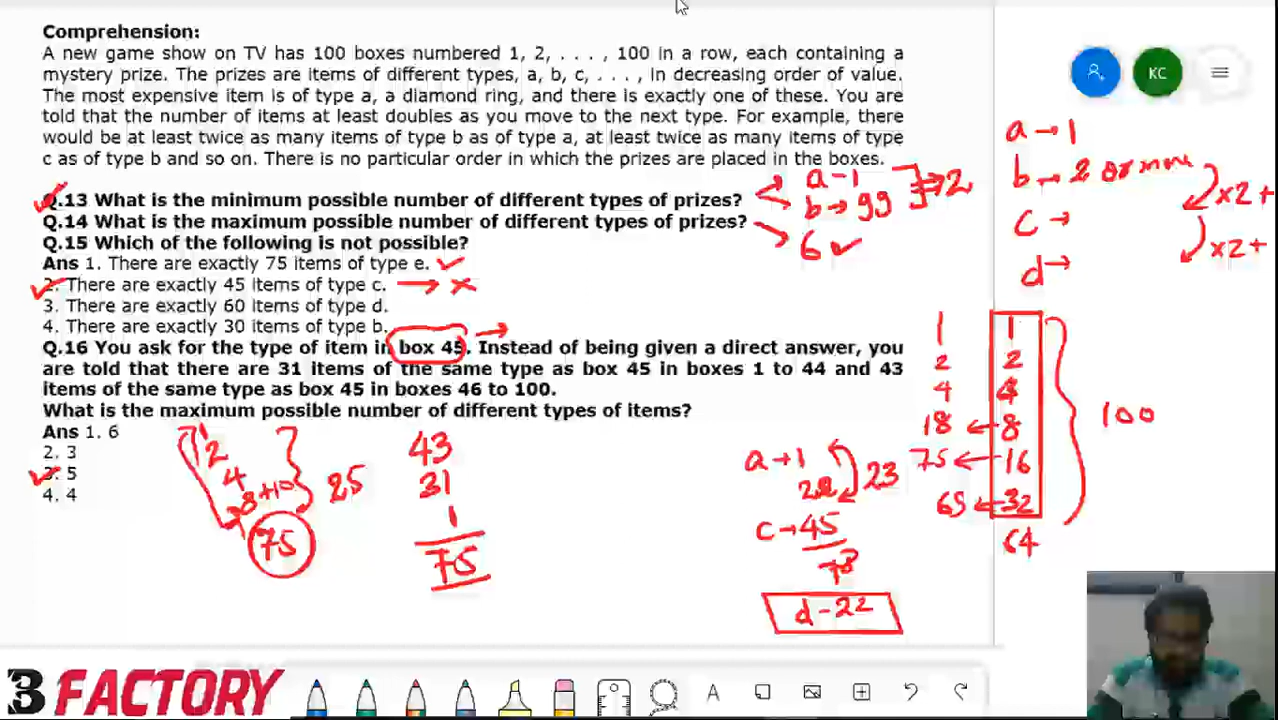 Comprehension:
A new game show on TV has 100 boxes numbered 1, 2, . . . , 100 in a row, each containing a
mystery prize. The prizes are items of different types, a, b, c, . . . , in decreasing order of value.
The most expensive item is of type a, a diamond ring, and there is exactly one of these. You are
told that the number of items at least doubles as you move to the next type. For example, there
would be at least twice as many items of type b as of type a, at least twice as many items of type
c as of type b and so on. There is no particular order in which the prizes are placed in the boxes.
KC
a → 1
b → 2 or more
c →
d →
x2 +
x2 +
Q.13 What is the minimum possible number of different types of prizes?
a - 1
b → 99
⇒ 2
Q.14 What is the maximum possible number of different types of prizes?
6
Q.15 Which of the following is not possible?
Ans 1. There are exactly 75 items of type e.
2. There are exactly 45 items of type c. → x
3. There are exactly 60 items of type d.
4. There are exactly 30 items of type b.
Q.16 You ask for the type of item in box 45. Instead of being given a direct answer, you
are told that there are 31 items of the same type as box 45 in boxes 1 to 44 and 43
items of the same type as box 45 in boxes 46 to 100.
What is the maximum possible number of different types of items?
Ans 1. 6
2. 3
3. 5
4. 4
1
2
4
8+10
25
75
43
31
1
75
a → 1
22
23
c → 45
d - 22
1 1
2 2
4 4
18 ← 8
75 ← 16
69 ← 32
64
100
3 FACTORY
A